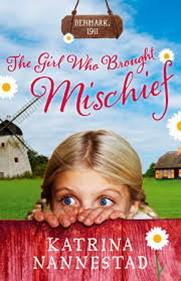 DENMARK,
1911
The Girl Who Brought
Mischief
KATRINA
NANNESTAD